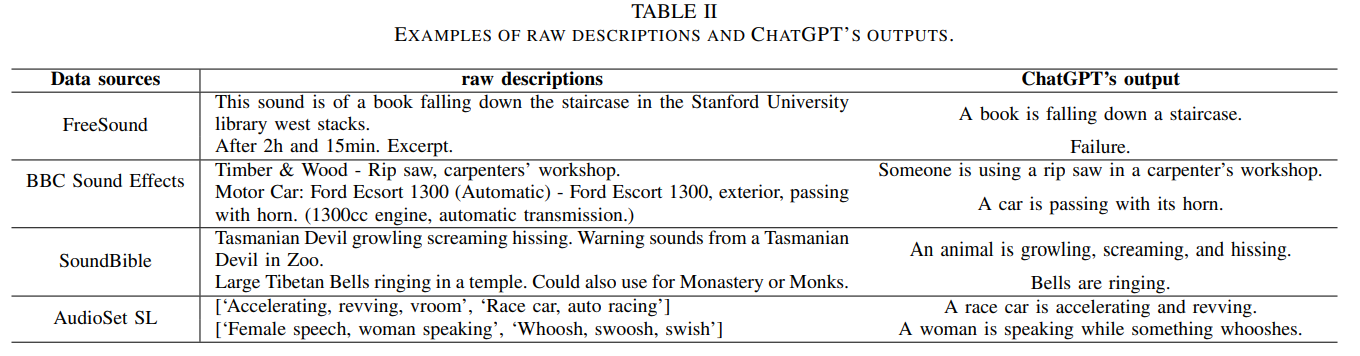 TABLE II
EXAMPLES OF RAW DESCRIPTIONS AND CHATGPT'S OUTPUTS.
Data sources raw descriptions ChatGPT's output
FreeSound
This sound is of a book falling down the staircase in the Stanford University
library west stacks.
A book is falling down a staircase.
After 2h and 15min. Excerpt.
Failure.
BBC Sound Effects
Timber & Wood - Rip saw, carpenters' workshop.
Someone is using a rip saw in a carpenter's workshop.
Motor Car: Ford Ecsort 1300 (Automatic) - Ford Escort 1300, exterior, passing
with horn. (1300cc engine, automatic transmission.)
A car is passing with its horn.
SoundBible
Tasmanian Devil growling screaming hissing. Warning sounds from a Tasmanian
Devil in Zoo.
An animal is growling, screaming, and hissing.
Large Tibetan Bells ringing in a temple. Could also use for Monastery or Monks.
Bells are ringing.
AudioSet SL
[‘Accelerating, revving, vroom’, ‘Race car, auto racing’]
A race car is accelerating and revving.
[‘Female speech, woman speaking’, ‘Whoosh, swoosh, swish’]
A woman is speaking while something whooshes.